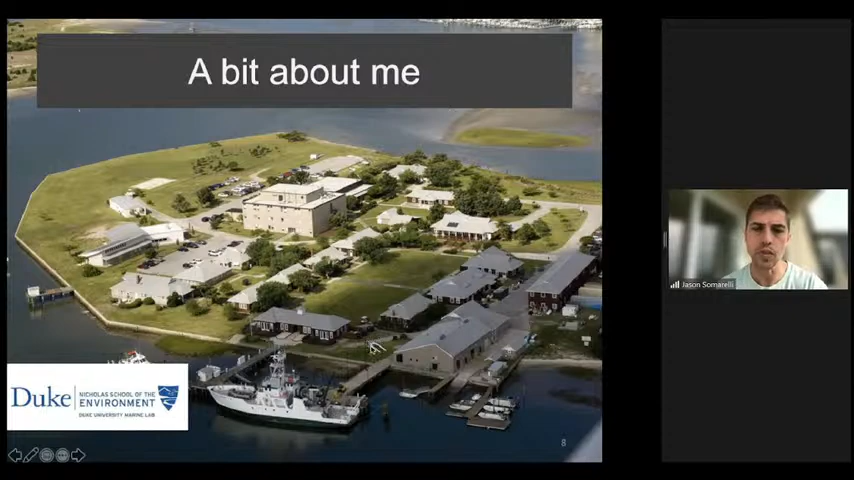 A bit about me
Duke
NICHOLAS SCHOOL OF THE
ENVIRONMENT
DUKE UNIVERSITY MARINE LAB
8
Jason Somarelli